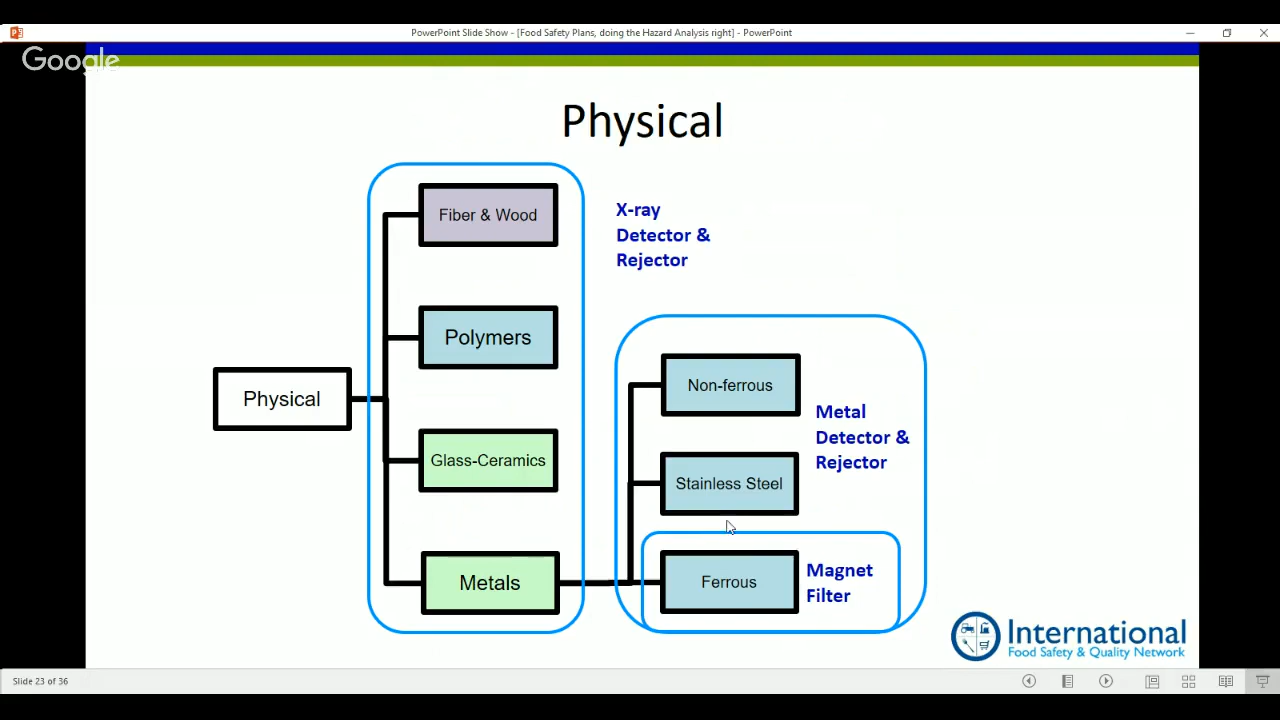 PowerPoint Slide Show - [Food Safety Plans, doing the Hazard Analysis right] - PowerPoint
Google
Physical
Fiber & Wood
X-ray
Detector &
Rejector
Polymers
Physical
Non-ferrous
Metal
Detector &
Rejector
Glass-Ceramics
Stainless Steel
Metals
Ferrous
Magnet
Filter
International
Food Safety & Quality Network
Slide 23 of 36